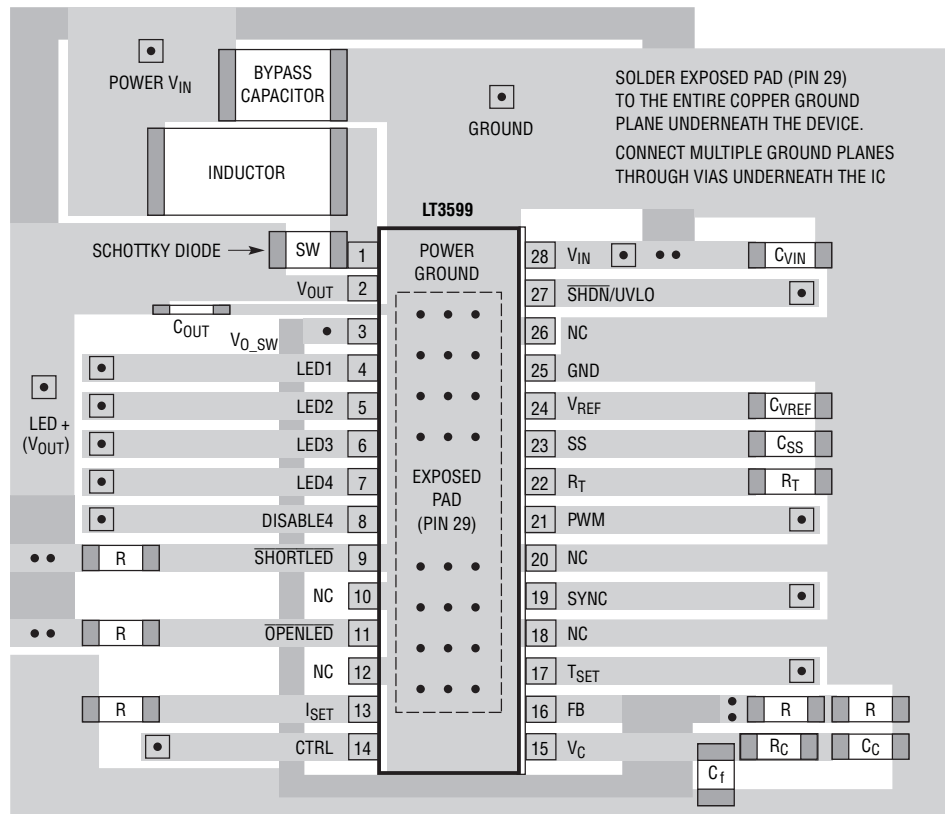 POWER VIN
BYPASS
CAPACITOR
GROUND
SOLDER EXPOSED PAD (PIN 29)
TO THE ENTIRE COPPER GROUND
PLANE UNDERNEATH THE DEVICE.
CONNECT MULTIPLE GROUND PLANES
THROUGH VIAS UNDERNEATH THE IC
INDUCTOR
LT3599
SCHOTTKY DIODE
SW
1
VOUT
2
COUT
VO_SW
3
LED1
4
LED2
5
LED +
(VOUT)
LED3
6
LED4
7
DISABLE4
8
R
SHORTLED
9
NC
10
R
OPENLED
11
NC
12
R
ISET
13
CTRL
14
POWER
GROUND
EXPOSED
PAD
(PIN 29)
28
VIN
CVIN
27
SHDN/UVLO
26
NC
25
GND
24
VREF
CVREF
23
SS
CSS
22
RT
RT
21
PWM
20
NC
19
SYNC
18
NC
17
TSET
16
FB
R
R
15
VC
RC
CC
Cf